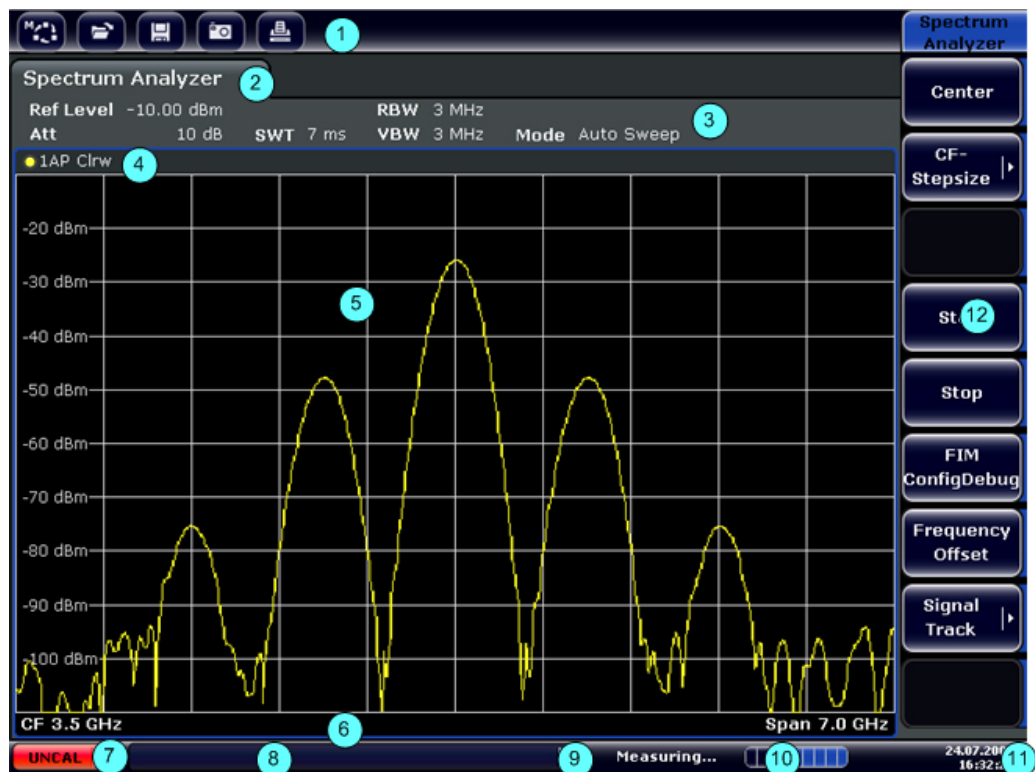 M
1
Spectrum Analyzer
Spectrum Analyzer 2
Ref Level -10.00 dBm RBW 3 MHz
Att 10 dB SWT 7 ms VBW 3 MHz Mode Auto Sweep 3
1AP Clrw 4
-20 dBm
-30 dBm
5
-40 dBm
-50 dBm
-60 dBm
-70 dBm
-80 dBm
-90 dBm
-100 dBm
CF 3.5 GHz 6 Span 7.0 GHz
UNCAL 7 8 9 Measuring... 10 11
Center
CF-
Stepsize
12
Stop
FIM
ConfigDebug
Frequency
Offset
Signal
Track